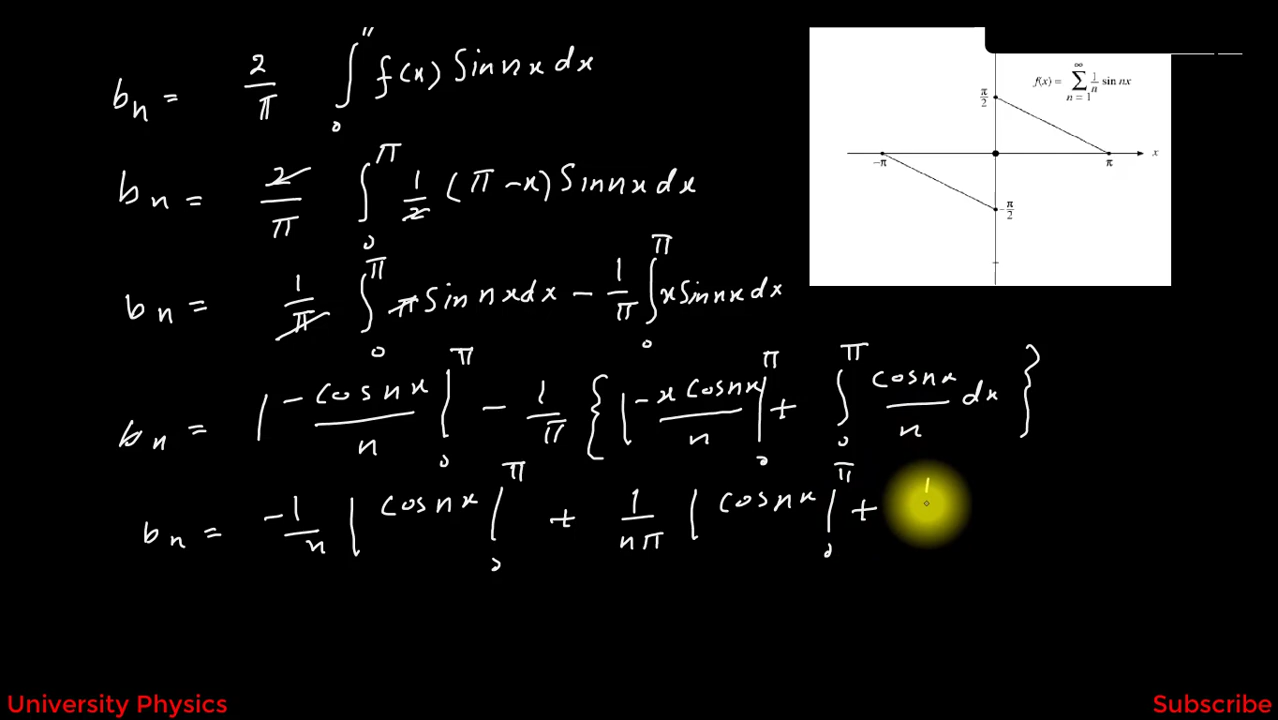 bn = 2/π ∫₀^π f(x) Sin nx dx
bn = 2/π ∫₀^π 1/2 (π - x) Sin nx dx
bn = 1/π ∫₀^π π Sin nx dx - 1/π ∫₀^π x Sin nx dx
bn = | - Cos nx / n |₀^π - 1/π { | - x Cos nx / n |₀^π + ∫₀^π Cos nx / n dx }
bn = -1/n | Cos nx |₀^π + 1/nπ | Cos nx |₀^π +
f(x) = ∑_{n = 1}^{∞} 1/n sin nx
π/2
-π
π
x
-π/2
University Physics
Subscribe